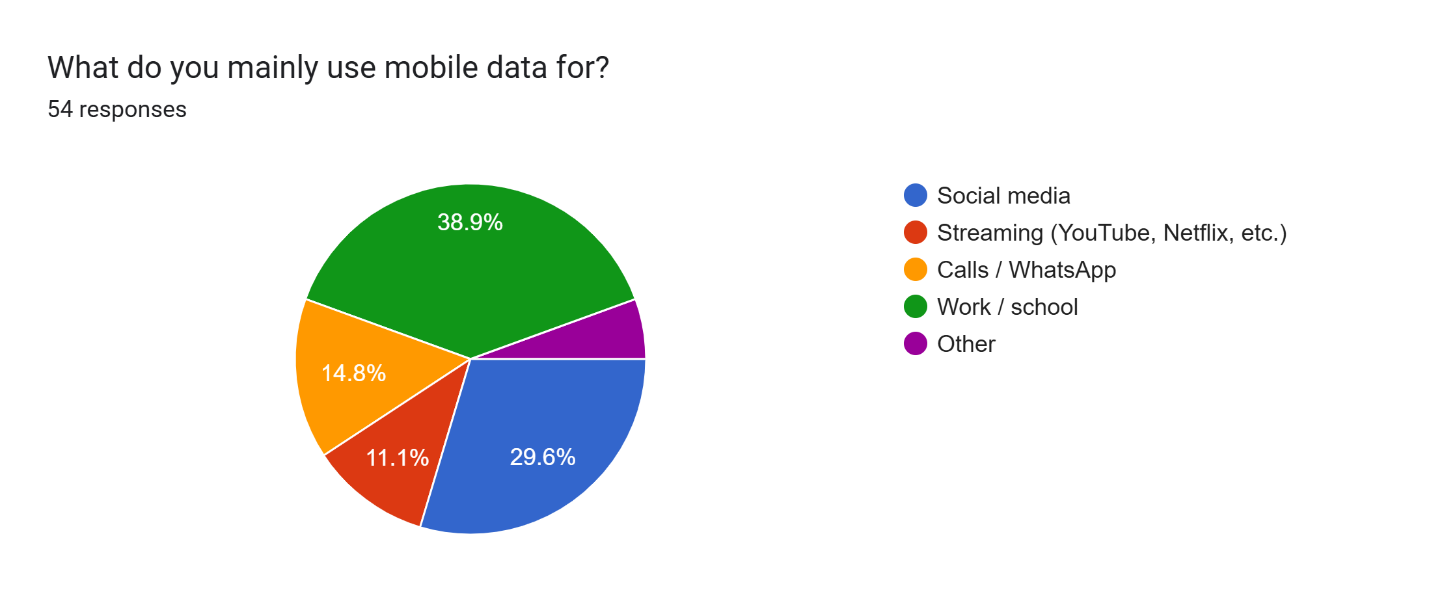 What do you mainly use mobile data for?
54 responses
38.9%
14.8%
11.1%
29.6%
Social media
Streaming (YouTube, Netflix, etc.)
Calls / WhatsApp
Work / school
Other